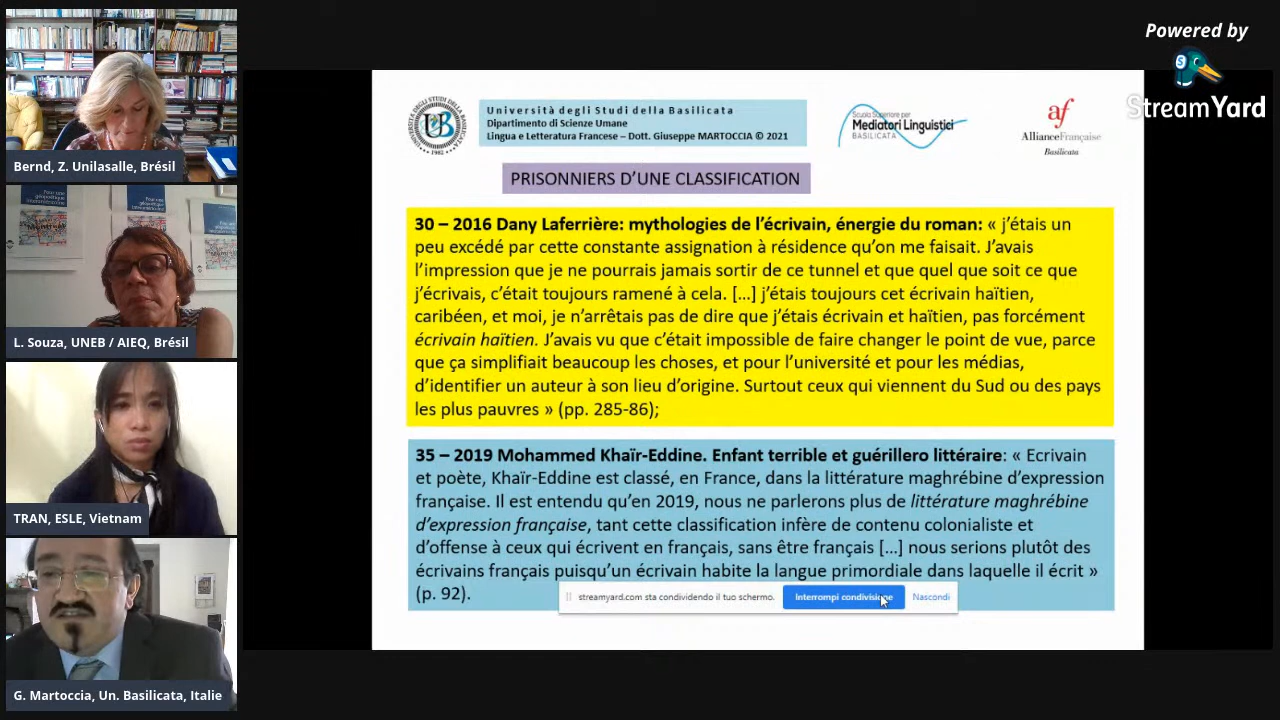 Powered by
StreamYard
Bernd, Z. Unilasalle, Brésil
L. Souza, UNEB / AIEQ, Brésil
TRAN, ESLE, Vietnam
G. Martoccia, Un. Basilicata, Italie
Università degli Studi della Basilicata
Dipartimento di Scienze Umane
Lingua e Letteratura Francese – Dott. Giuseppe MARTOCCIA © 2021
Scuola Superiore per
Mediatori Linguistici
BASILICATA
af
AllianceFrançaise
Basilicata
PRISONNIERS D’UNE CLASSIFICATION
30 – 2016 Dany Laferrière: mythologies de l’écrivain, énergie du roman: « j’étais un
peu excédé par cette constante assignation à résidence qu’on me faisait. J’avais
l’impression que je ne pourrais jamais sortir de ce tunnel et que quel que soit ce que
j’écrivais, c’était toujours ramené à cela. […] j’étais toujours cet écrivain haïtien,
caribéen, et moi, je n’arrêtais pas de dire que j’étais écrivain et haïtien, pas forcément
écrivain haïtien. J’avais vu que c’était impossible de faire changer le point de vue, parce
que ça simplifiait beaucoup les choses, et pour l’université et pour les médias,
d’identifier un auteur à son lieu d’origine. Surtout ceux qui viennent du Sud ou des pays
les plus pauvres » (pp. 285-86);
35 – 2019 Mohammed Khaïr-Eddine. Enfant terrible et guérillero littéraire: « Ecrivain
et poète, Khaïr-Eddine est classé, en France, dans la littérature maghrébine d’expression
française. Il est entendu qu’en 2019, nous ne parlerons plus de littérature maghrébine
d’expression française, tant cette classification infère de contenu colonialiste et
d’offense à ceux qui écrivent en français, sans être français […] nous serions plutôt des
écrivains français puisqu’un écrivain habite la langue primordiale dans laquelle il écrit »
(p. 92).
streamyard.com sta condividendo il tuo schermo.
Interrompi condivisione
Nascondi